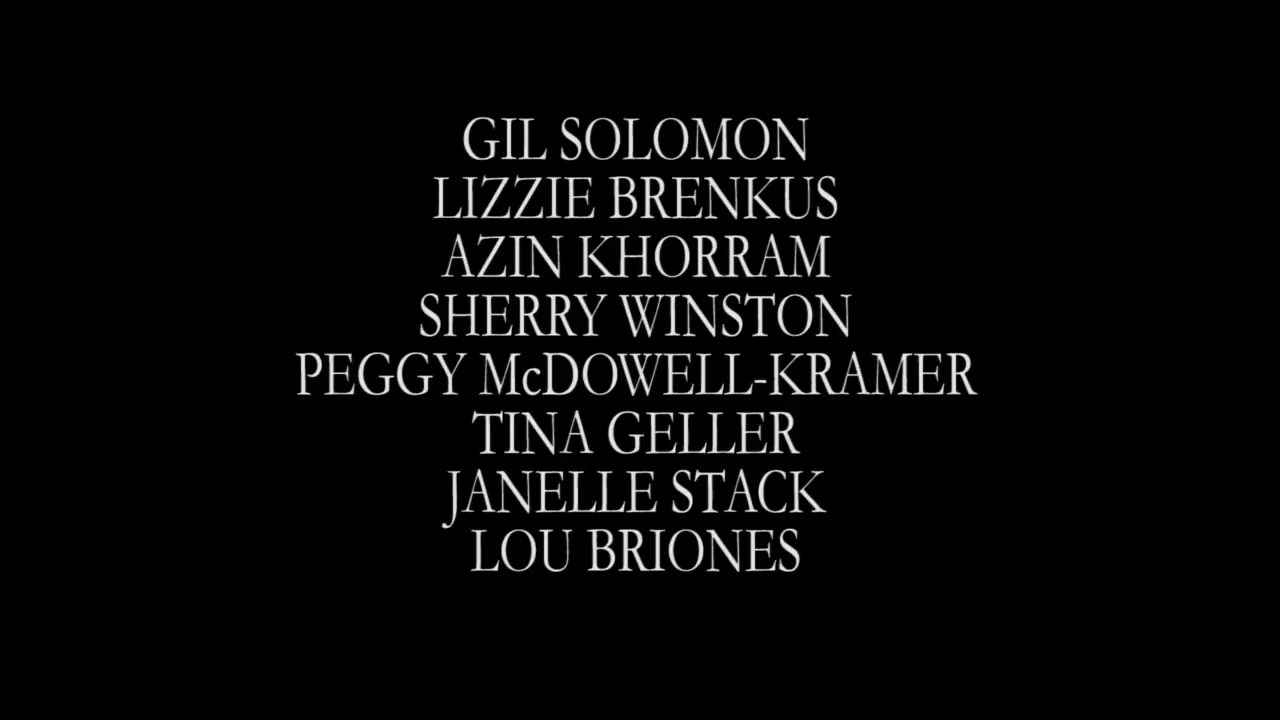 GIL SOLOMON
LIZZIE BRENKUS
AZIN KHORRAM
SHERRY WINSTON
PEGGY McDOWELL-KRAMER
TINA GELLER
JANELLE STACK
LOU BRIONES